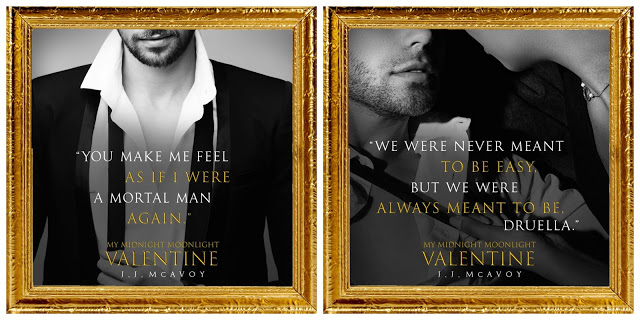 “YOU MAKE ME FEEL
AS IF I WERE
A MORTAL MAN
AGAIN.”
MY MIDNIGHT MOONLIGHT
VALENTINE
J.J. McAVOY
“WE WERE NEVER MEANT
TO BE EASY,
BUT WE WERE
ALWAYS MEANT TO BE,
DRUELLA.”
MY MIDNIGHT MOONLIGHT
VALENTINE
J.J. McAVOY